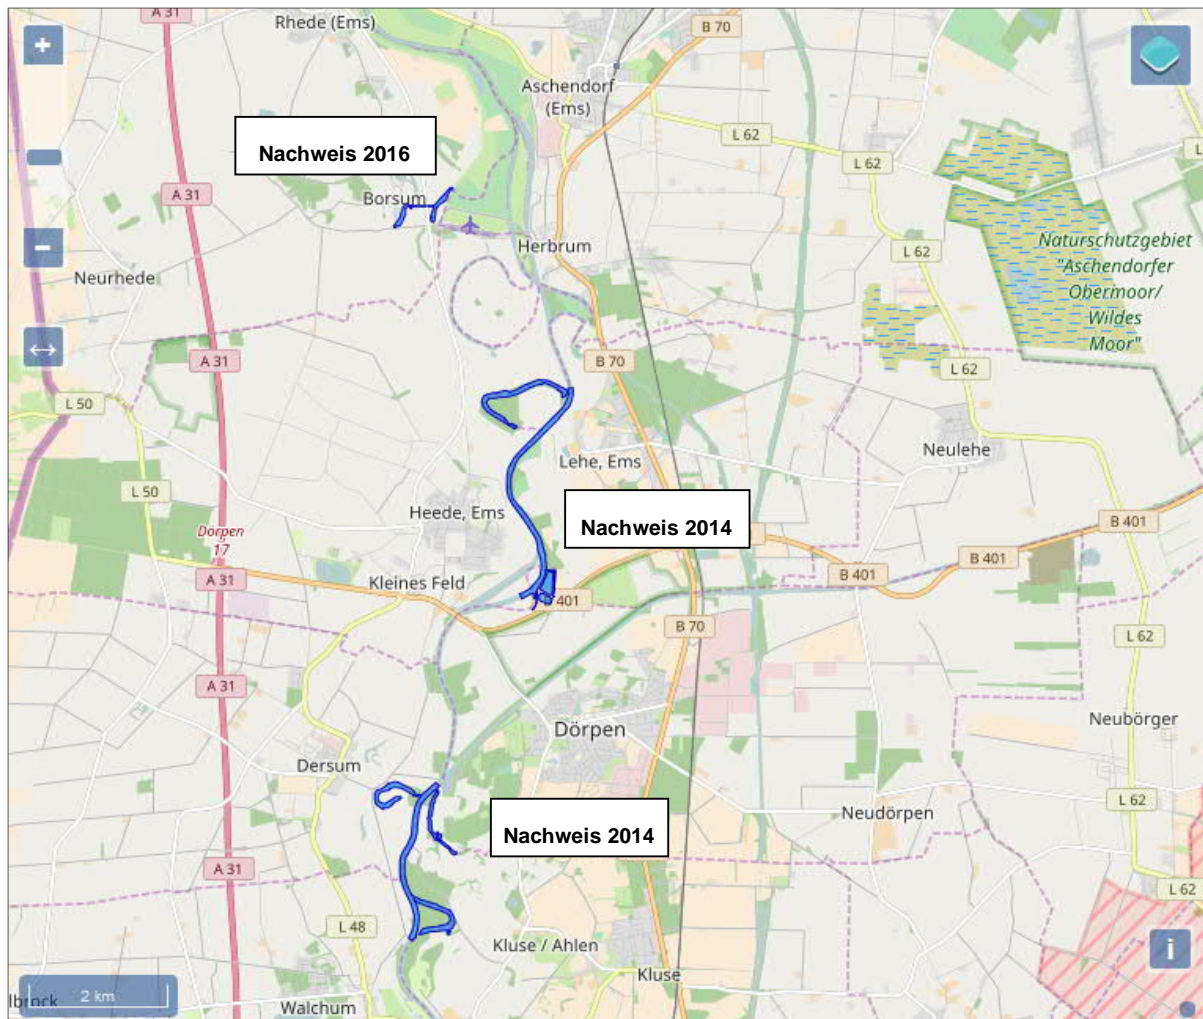 A 31
Rhede (Ems)
B 70
+
Aschendorf
(Ems)
L 62
Nachweis 2016
L 62
L
A 31
Borsum
L 62
Naturschutzgebiet
"Aschendorfer
Obermoor/
Wildes
Moor"
Herbrum
Neurhede
A 31
B 70
L 62
L 50
Neulehe
Lehe, Ems
L 50
Heede, Ems
Nachweis 2014
B 401
Dörpen
17
B 401
B 401
A 31
Kleines Feld
401
B 70
L 62
A 31
Dörpen
Neubörger
Dersum
L 62
Neudörpen
Nachweis 2014
A 31
L 62
L 48
Kluse / Ahlen
i
Kluse
2 km
lbrock
Walchum